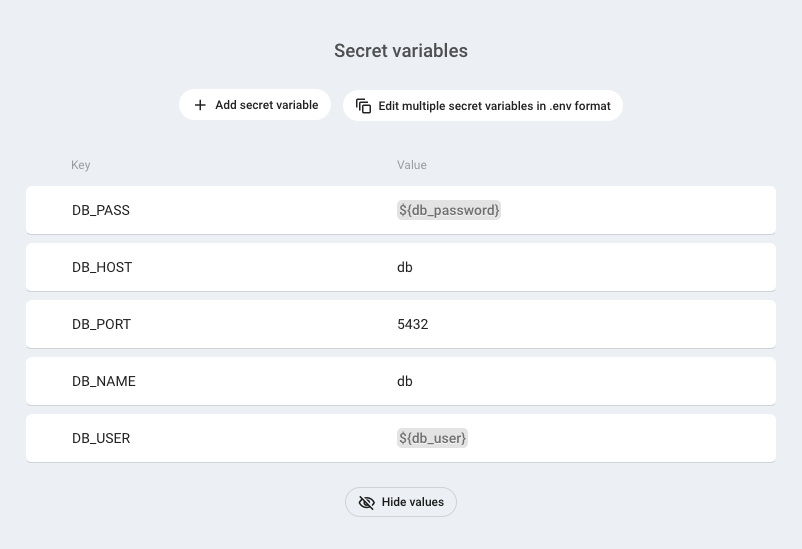 Secret variables
Add secret variable Edit multiple secret variables in .env format
Key Value
DB_PASS ${db_password}
DB_HOST db
DB_PORT 5432
DB_NAME db
DB_USER ${db_user}
Hide values